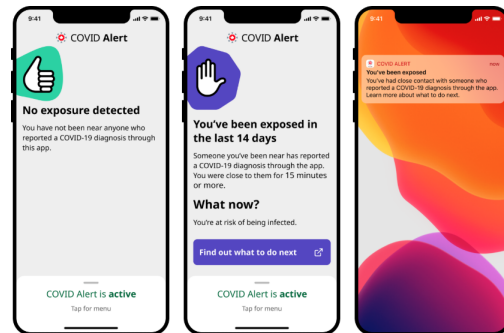 9:41
COVID Alert
No exposure detected
You have not been near anyone who
reported a COVID-19 diagnosis through
this app.
COVID Alert is active
Tap for menu
9:41
COVID Alert
You've been exposed in
the last 14 days
Someone you've been near has reported
a COVID-19 diagnosis through the app.
You were close to them for 15 minutes
or more.
What now?
You're at risk of being infected.
Find out what to do next
COVID Alert is active
Tap for menu
9:41
COVID ALERT now
You've been exposed
You've had close contact with someone who
reported a COVID-19 diagnosis through the app.
Learn more about what to do next.